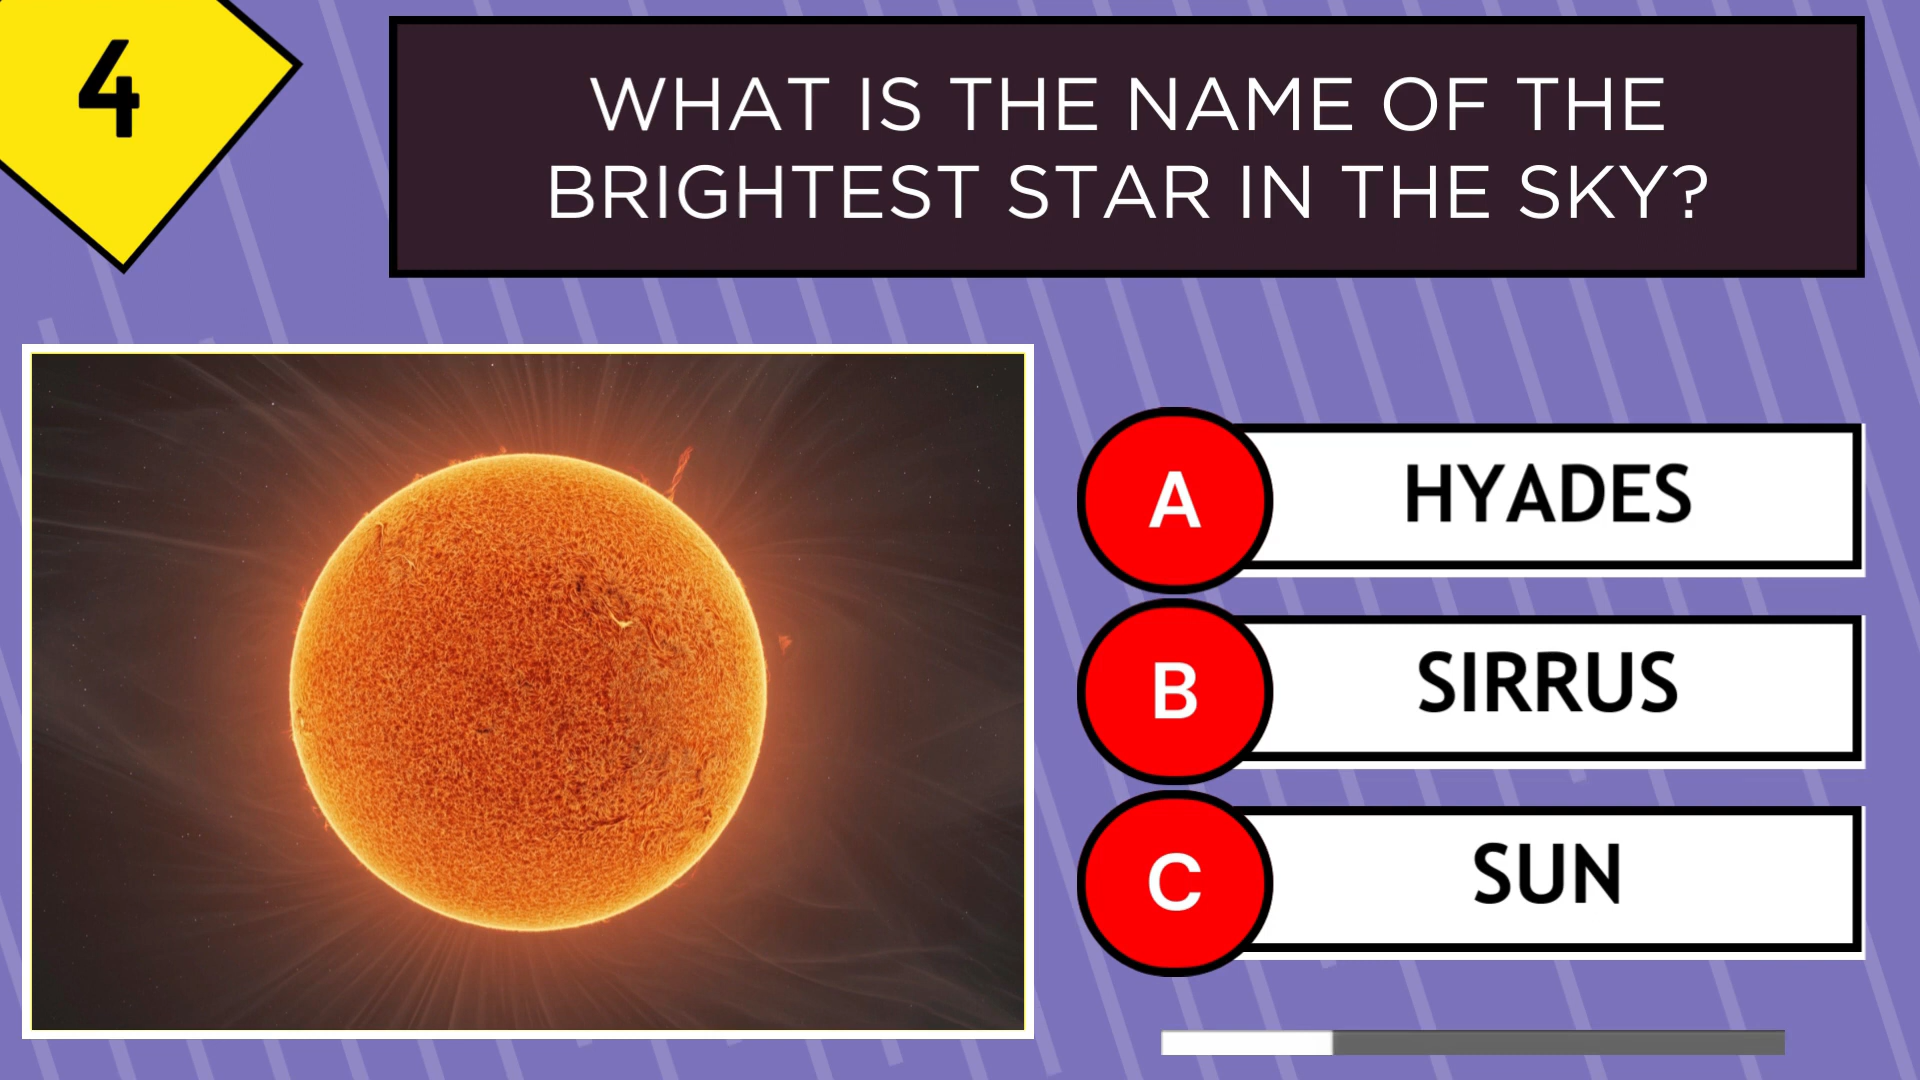 4
WHAT IS THE NAME OF THE
BRIGHTEST STAR IN THE SKY?
A HYADES
B SIRRUS
C SUN